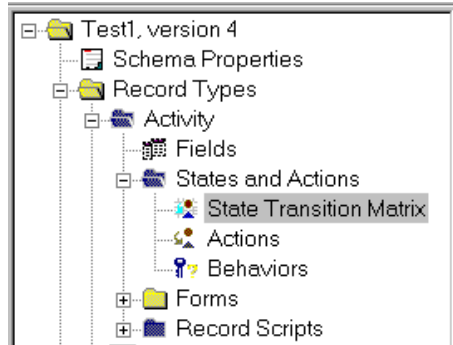 Test1, version 4
Schema Properties
Record Types
Activity
Fields
States and Actions
State Transition Matrix
Actions
Behaviors
Forms
Record Scripts